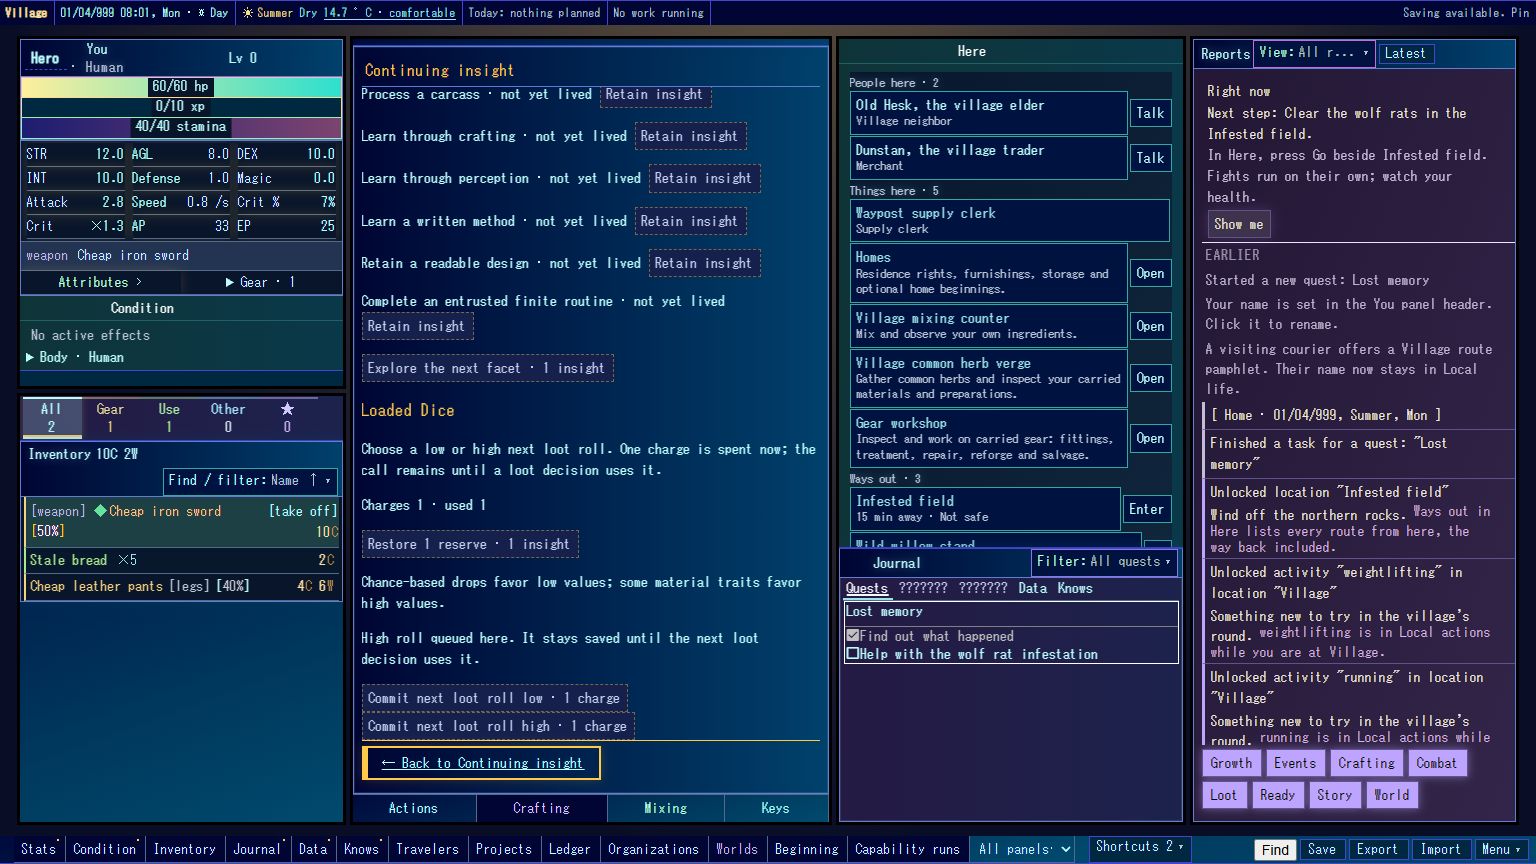 Village
01/04/999 08:01, Mon · ☀ Day
☀ Summer Dry 14.7 ° C · comfortable
Today: nothing planned
No work running
Saving available. Pin
Hero · You Human
Lv 0
60/60 hp
0/10 xp
40/40 stamina
STR 12.0 AGL 8.0 DEX 10.0
INT 10.0 Defense 1.0 Magic 0.0
Attack 2.8 Speed 0.8 /s Crit % 7%
Crit ×1.3 AP 33 EP 25
weapon Cheap iron sword
Attributes >
▶ Gear · 1
Condition
No active effects
▶ Body · Human
All Gear Use Other ★
2 1 1 0 0
Inventory 10C 2W
Find / filter: Name ↑ ▾
[weapon] ◆Cheap iron sword [take off]
[50%] 10C
Stale bread ×5 2C
Cheap leather pants [legs] [40%] 4C 6W
Continuing insight
Process a carcass · not yet lived Retain insight
Learn through crafting · not yet lived Retain insight
Learn through perception · not yet lived Retain insight
Learn a written method · not yet lived Retain insight
Retain a readable design · not yet lived Retain insight
Complete an entrusted finite routine · not yet lived
Retain insight
Explore the next facet · 1 insight
Loaded Dice
Choose a low or high next loot roll. One charge is spent now; the
call remains until a loot decision uses it.
Charges 1 · used 1
Restore 1 reserve · 1 insight
Chance-based drops favor low values; some material traits favor
high values.
High roll queued here. It stays saved until the next loot
decision uses it.
Commit next loot roll low · 1 charge
Commit next loot roll high · 1 charge
← Back to Continuing insight
Actions Crafting Mixing Keys
Here
People here · 2
Old Hesk, the village elder
Village neighbor
Talk
Dunstan, the village trader
Merchant
Talk
Things here · 5
Waypost supply clerk
Supply clerk
Homes
Residence rights, furnishings, storage and
optional home beginnings.
Open
Village mixing counter
Mix and observe your own ingredients.
Open
Village common herb verge
Gather common herbs and inspect your carried
materials and preparations.
Open
Gear workshop
Inspect and work on carried gear: fittings,
treatment, repair, reforge and salvage.
Open
Ways out · 3
Infested field
15 min away · Not safe
Enter
Wild willow stand
Journal
Filter: All quests ▾
Quests ??????? ??????? Data Knows
Lost memory
☑Find out what happened
☐Help with the wolf rat infestation
Reports View: All r... ▾ Latest
Right now
Next step: Clear the wolf rats in the
Infested field.
In Here, press Go beside Infested field.
Fights run on their own; watch your
health.
Show me
EARLIER
Started a new quest: Lost memory
Your name is set in the You panel header.
Click it to rename.
A visiting courier offers a Village route
pamphlet. Their name now stays in Local
life.
[ Home · 01/04/999, Summer, Mon ]
Finished a task for a quest: "Lost
memory"
Unlocked location "Infested field"
Wind off the northern rocks. Ways out in
Here lists every route from here, the
way back included.
Unlocked activity "weightlifting" in
location "Village"
Something new to try in the village's
round. weightlifting is in Local actions
while you are at Village.
Unlocked activity "running" in location
"Village"
Something new to try in the village's
round. running is in Local actions while
Growth Events Crafting Combat
Loot Ready Story World
Stats Condition Inventory Journal Data Knows Travelers Projects Ledger Organizations Worlds Beginning Capability runs All panels Shortcuts 2 ▾ Find Save Export Import Menu ▾